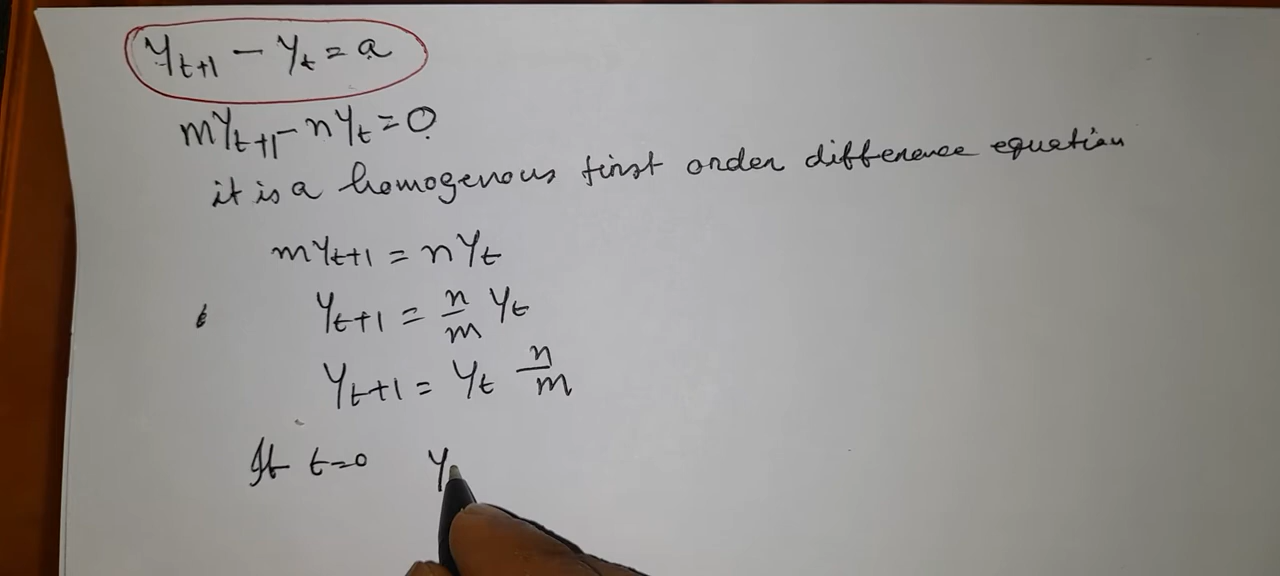 Yt+1 − Yt = a
mYt+1 − nYt = 0
it is a homogenous first order difference equation
mYt+1 = nYt
Yt+1 = n/m Yt
Yt+1 = Yt n/m
If t=0 Y